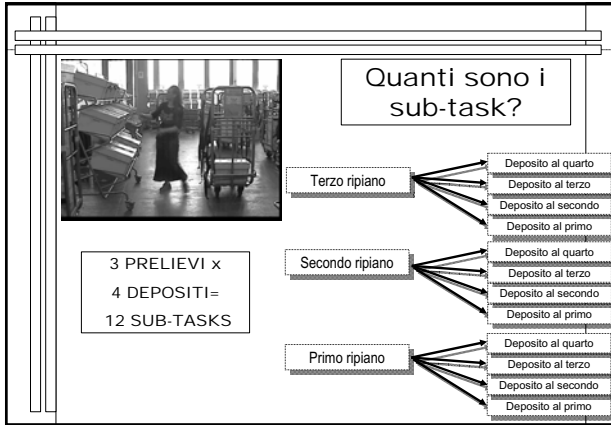 Quanti sono i
sub-task?
Terzo ripiano
Deposito al quarto
Deposito al terzo
Deposito al secondo
Deposito al primo
3 PRELIEVI x
4 DEPOSITI=
12 SUB-TASKS
Secondo ripiano
Deposito al quarto
Deposito al terzo
Deposito al secondo
Deposito al primo
Primo ripiano
Deposito al quarto
Deposito al terzo
Deposito al secondo
Deposito al primo